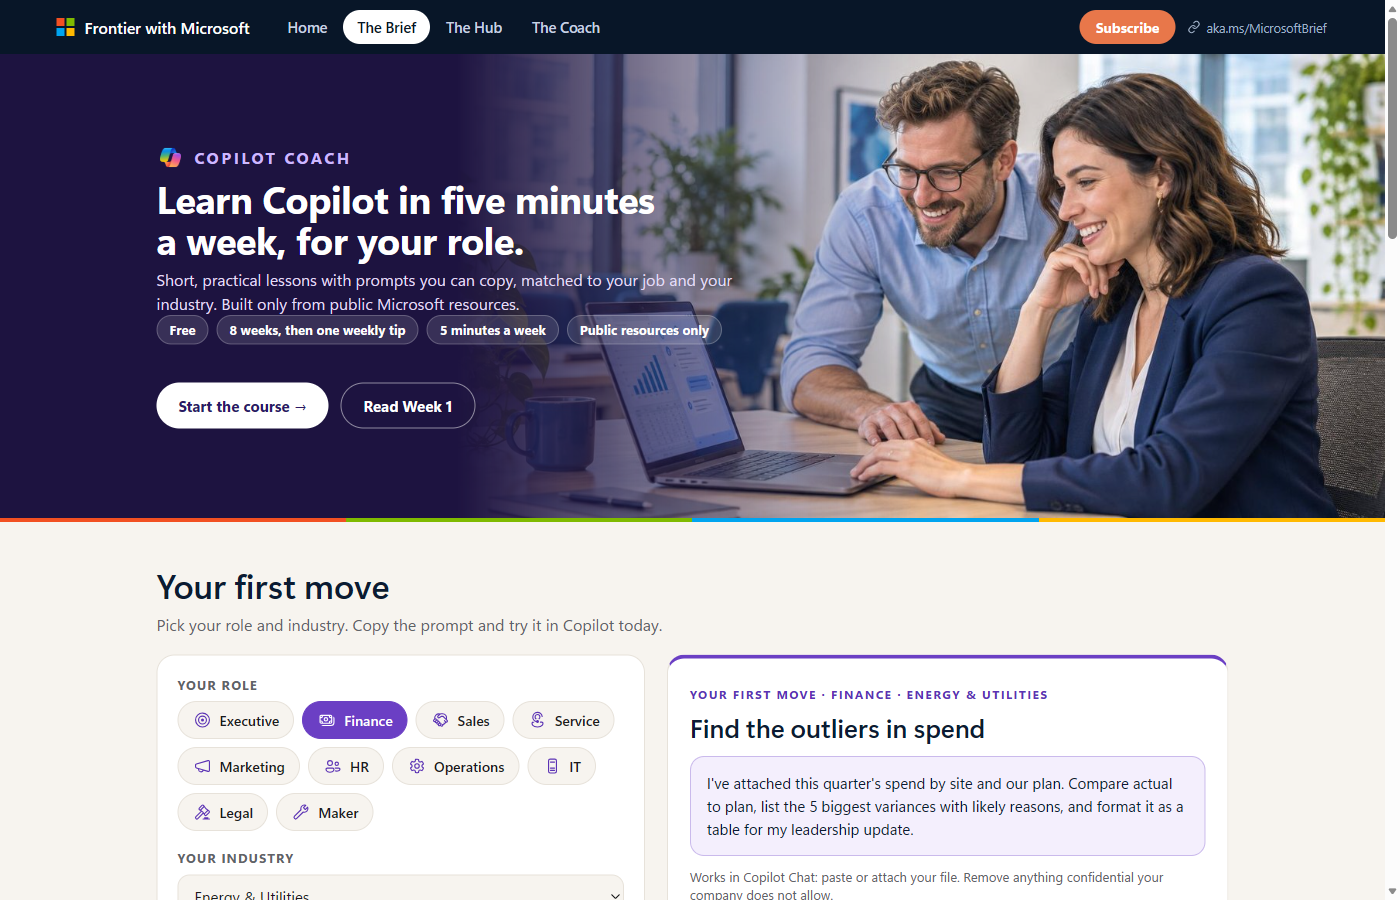 Frontier with Microsoft
Home
The Brief
The Hub
The Coach
Subscribe
aka.ms/MicrosoftBrief
COPILOT COACH
Learn Copilot in five minutes
a week, for your role.
Short, practical lessons with prompts you can copy, matched to your job and your
industry. Built only from public Microsoft resources.
Free
8 weeks, then one weekly tip
5 minutes a week
Public resources only
Start the course →
Read Week 1
Your first move
Pick your role and industry. Copy the prompt and try it in Copilot today.
YOUR ROLE
Executive
Finance
Sales
Service
Marketing
HR
Operations
IT
Legal
Maker
YOUR INDUSTRY
Energy & Utilities
YOUR FIRST MOVE · FINANCE · ENERGY & UTILITIES
Find the outliers in spend
I've attached this quarter's spend by site and our plan. Compare actual
to plan, list the 5 biggest variances with likely reasons, and format it as a
table for my leadership update.
Works in Copilot Chat: paste or attach your file. Remove anything confidential your
company does not allow.